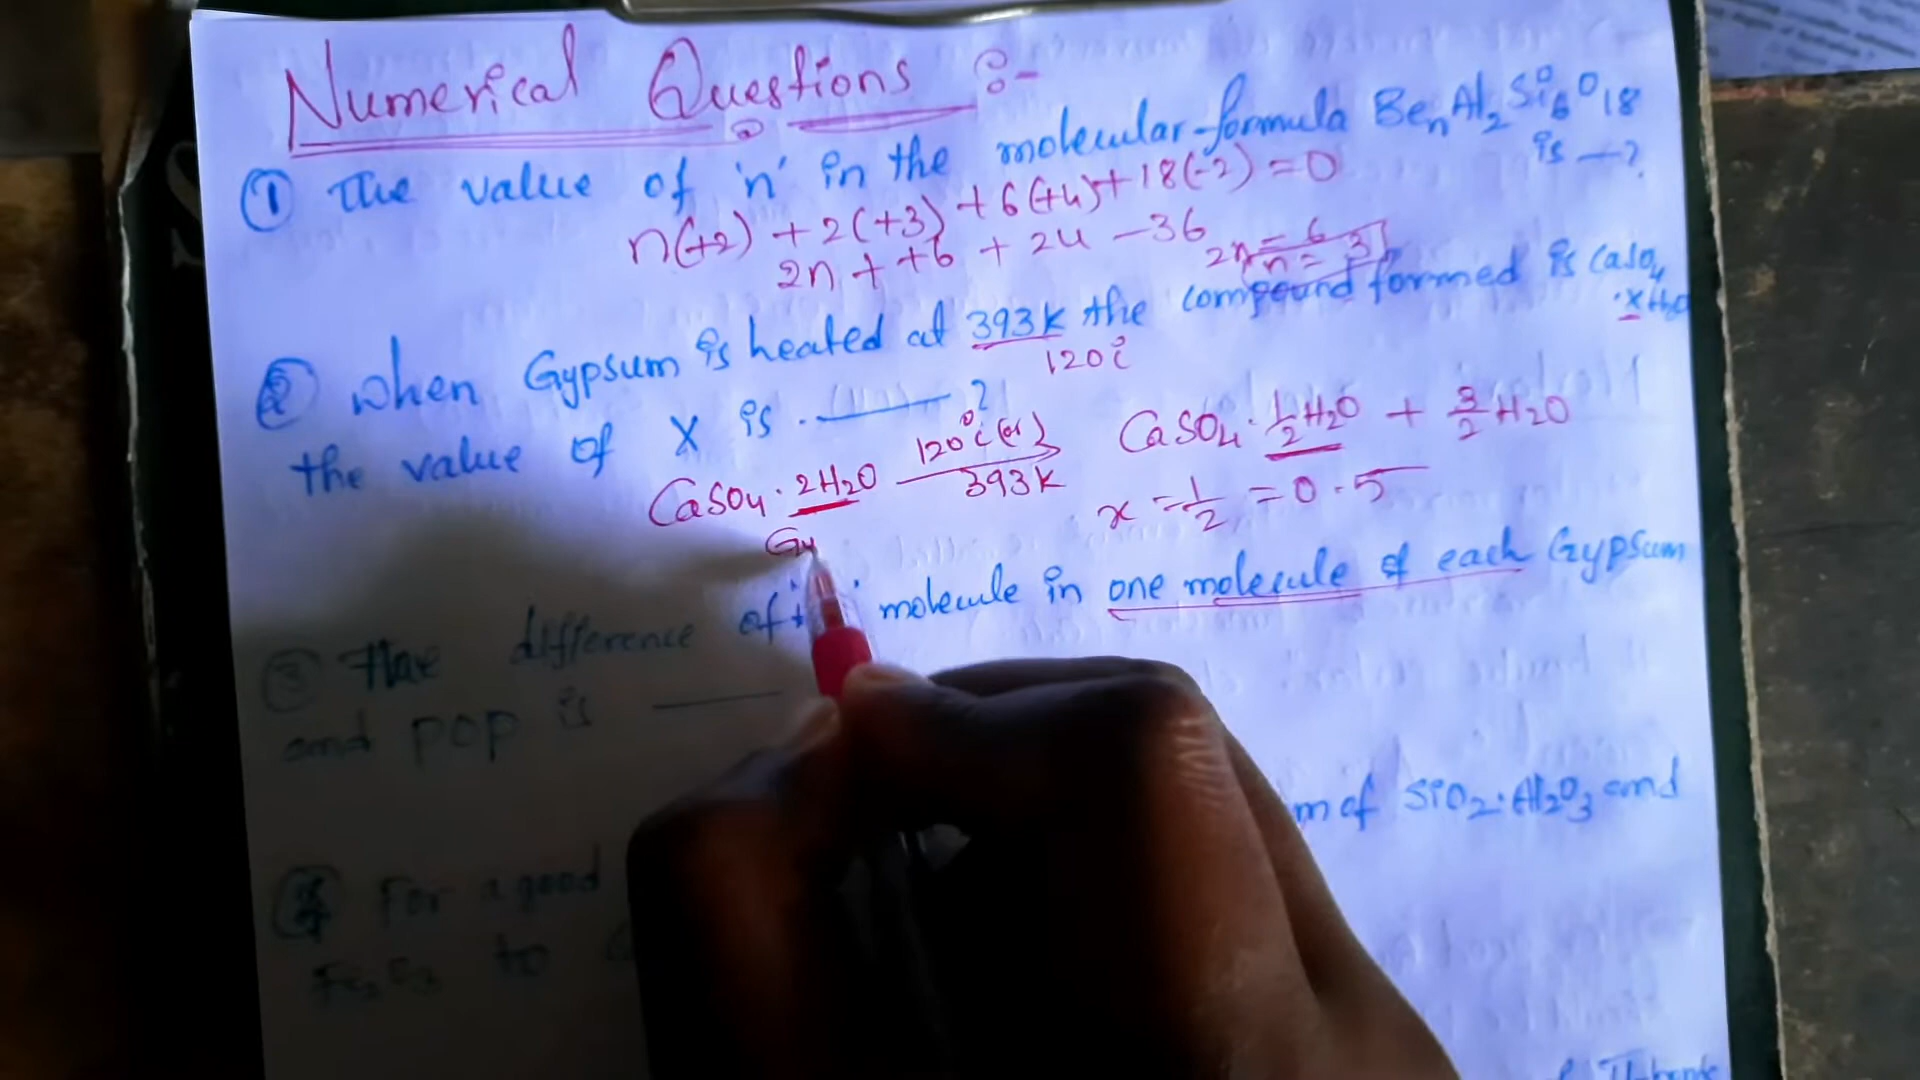 Numerical Questions :-
① The value of 'n' in the molecular-formula BenAl2Si6O18
is —?
n(+2) + 2(+3) + 6(+4) + 18(-2) = 0
2n + +6 + 24 - 36
2n = 6
n = 3
② when Gypsum is heated at 393K the compound formed is CaSO4
.XH2O
120°C
the value of X is . ——— ?
CaSO4 . 2H2O 120°C (or) 393K CaSO4 . 1/2 H2O + 3/2 H2O
x = 1/2 = 0.5
Gy
③ difference of molecule in one molecule of each Gypsum
and pop is ———
For a good m of SiO2:Al2O3 and
to